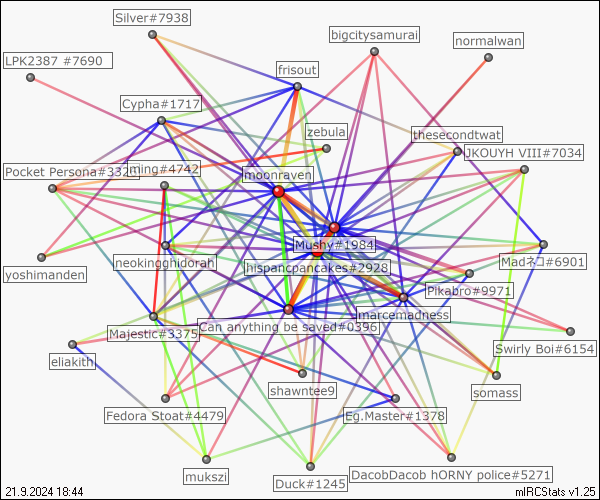 Silver#7938
bigcitysamurai
normalwan
LPK2387 #7690
frisout
Cypha#1717
zebula
thesecondtwat
JKOUYH VIII#7034
Pocket Persona#332
ming#4742
moonraven
Mushy#1984
neokingghidorah
hispancpancakes#2928
Madネコ#6901
yoshimanden
Pikabro#9971
marcemadness
Can anything be saved#0396
Majestic#3375
Swirly Boi#6154
eliakith
shawntee9
somass
Fedora Stoat#4479
Eg.Master#1378
mukszi
Duck#1245
DacobDacob hORNY police#5271
21.9.2024 18:44
mIRCStats v1.25